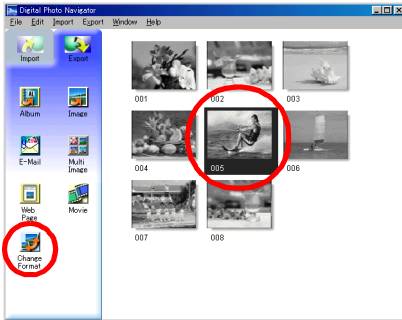 Digital Photo Navigator
File Edit Import Export Window Help
Import Export
Album Image
E-Mail Multi Image
Web Page Movie
Change Format
001 002 003
004 005 006
007 008